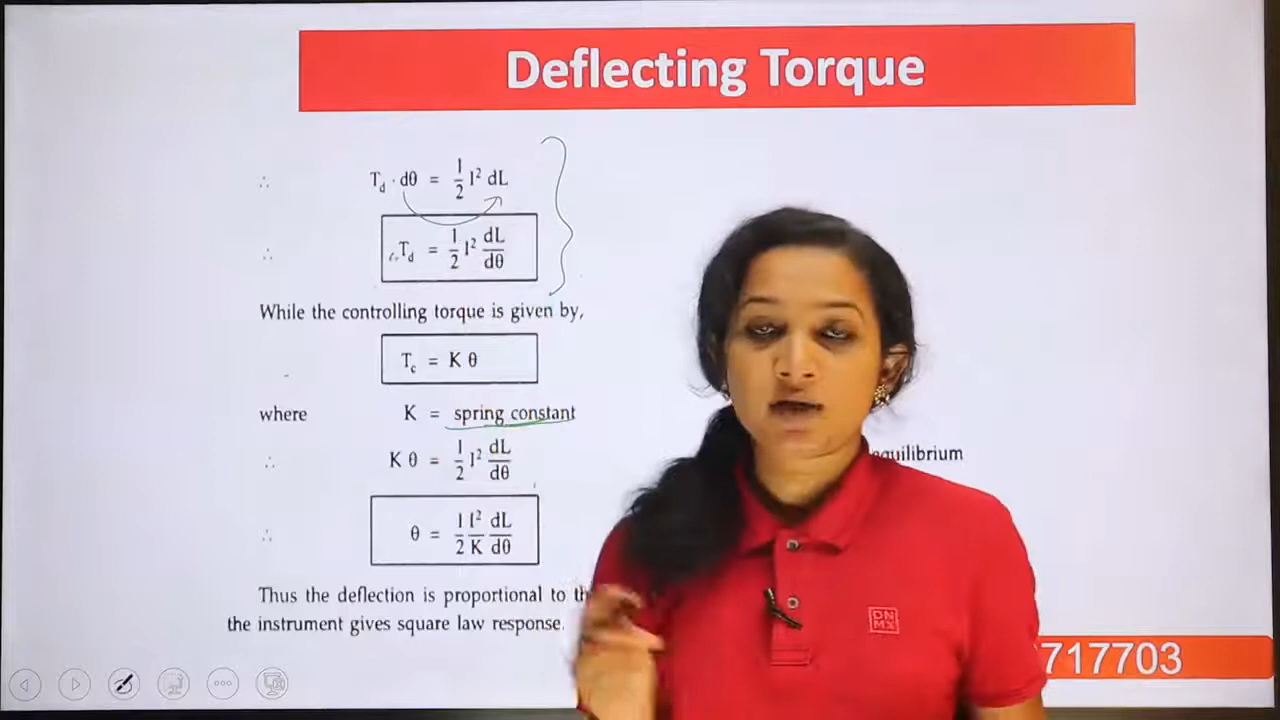 Deflecting Torque
∴ T_d · dθ = 1/2 I² dL
∴ T_d = 1/2 I² dL/dθ
While the controlling torque is given by,
T_c = K θ
where K = spring constant
equilibrium
∴ K θ = 1/2 I² dL/dθ
∴ θ = 1/2 I²/K dL/dθ
Thus the deflection is proportional to
the instrument gives square law response.
717703
DN
MX